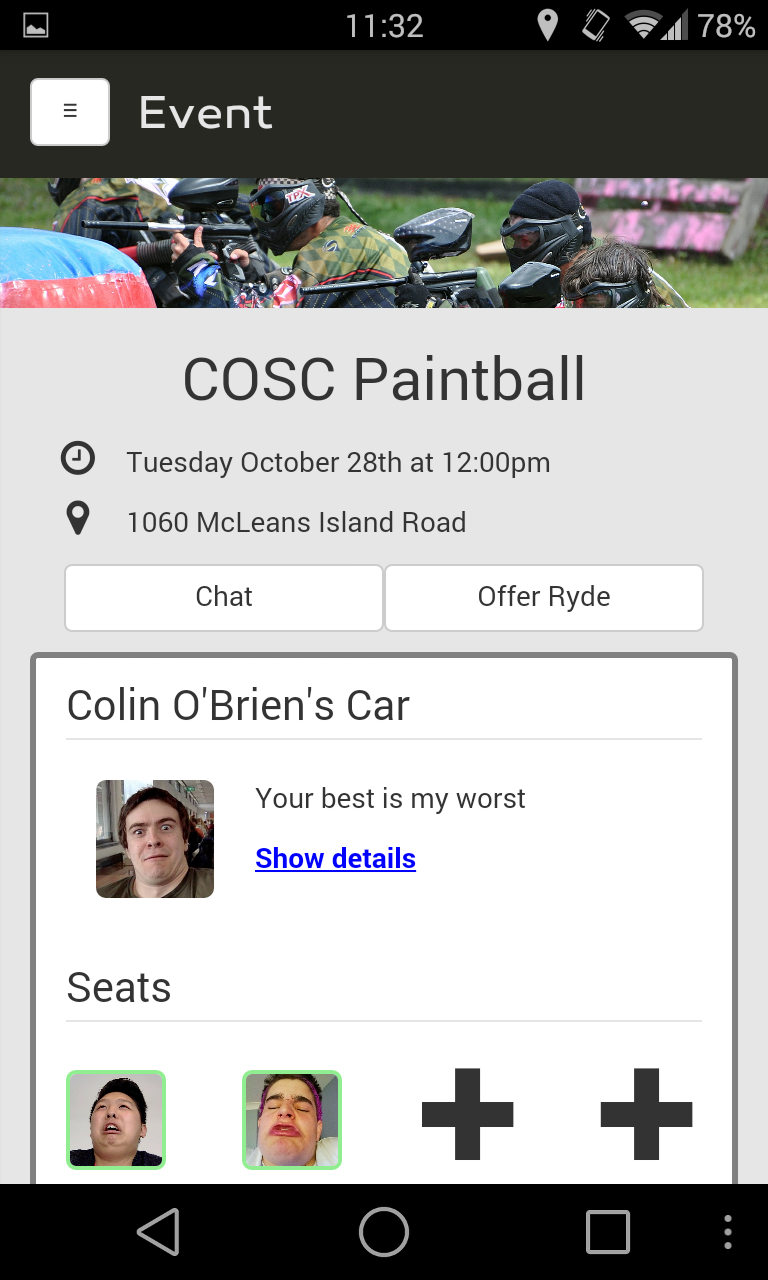 11:32
78%
☰ Event
TPX
COSC Paintball
Tuesday October 28th at 12:00pm
1060 McLeans Island Road
Chat
Offer Ryde
Colin O'Brien's Car
Your best is my worst
Show details
Seats